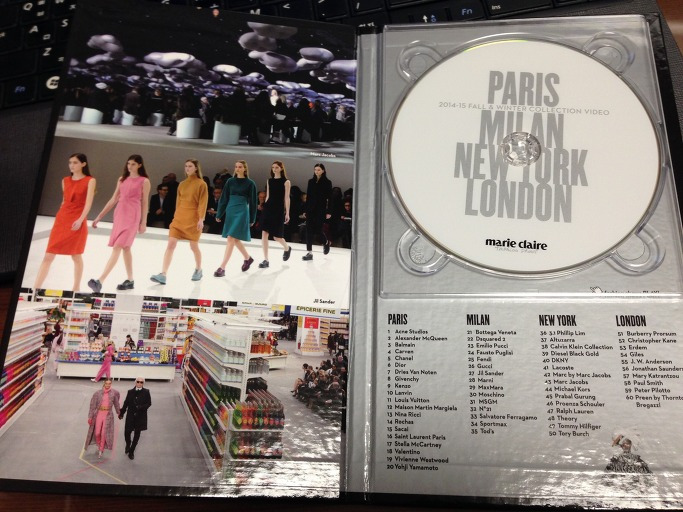 Marc Jacobs
Jil Sander
EPICERIE FINE
PARIS
2014-15 FALL & WINTER COLLECTION VIDEO
MILAN
NEW YORK
LONDON
marie claire
PARIS
1 Acne Studios
2 Alexander McQueen
3 Balmain
4 Carven
5 Chanel
6 Dior
7 Dries Van Noten
8 Givenchy
9 Kenzo
10 Lanvin
11 Louis Vuitton
12 Maison Martin Margiela
13 Nina Ricci
14 Rochas
15 Sacai
16 Saint Laurent Paris
17 Stella McCartney
18 Valentino
19 Vivienne Westwood
20 Yohji Yamamoto
MILAN
21 Bottega Veneta
22 Dsquared 2
23 Emilio Pucci
24 Fausto Puglisi
25 Fendi
26 Gucci
27 Jil Sander
28 Marni
29 MaxMara
30 Moschino
31 MSGM
32 N°21
33 Salvatore Ferragamo
34 Sportmax
35 Tod's
NEW YORK
36 3.1 Phillip Lim
37 Altuzarra
38 Calvin Klein Collection
39 Diesel Black Gold
40 DKNY
41 Lacoste
42 Marc by Marc Jacobs
43 Marc Jacobs
44 Michael Kors
45 Prabal Gurung
46 Proenza Schouler
47 Ralph Lauren
48 Theory
49 Tommy Hilfiger
50 Tory Burch
LONDON
51 Burberry Prorsum
52 Christopher Kane
53 Erdem
54 Giles
55 J. W. Anderson
56 Jonathan Saunders
57 Mary Katrantzou
58 Paul Smith
59 Peter Pilotto
60 Preen by Thornto
Bregazzi
Fn
Fn